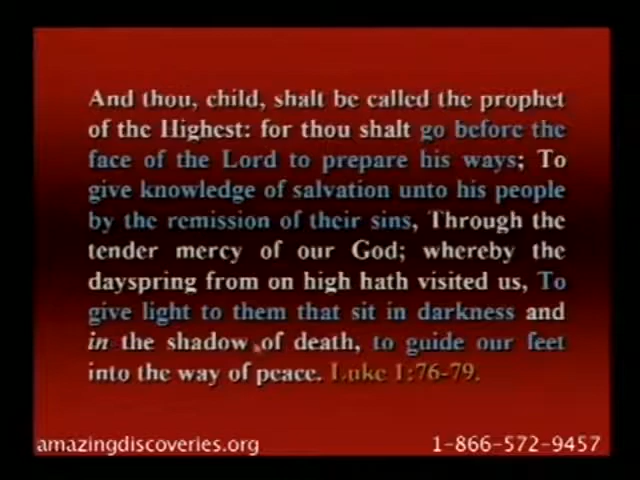 And thou, child, shalt be called the prophet
of the Highest: for thou shalt go before the
face of the Lord to prepare his ways; To
give knowledge of salvation unto his people
by the remission of their sins, Through the
tender mercy of our God; whereby the
dayspring from on high hath visited us, To
give light to them that sit in darkness and
in the shadow of death, to guide our feet
into the way of peace. Luke 1:76-79.
amazingdiscoveries.org
1-866-572-9457